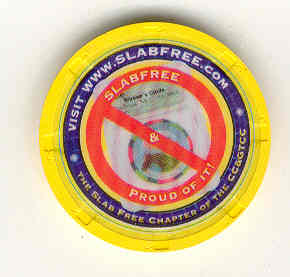 VISIT WWW.SLABFREE.COM
SLABFREE
&
PROUD OF IT!
THE SLAB FREE CHAPTER OF THE CC&GTCC